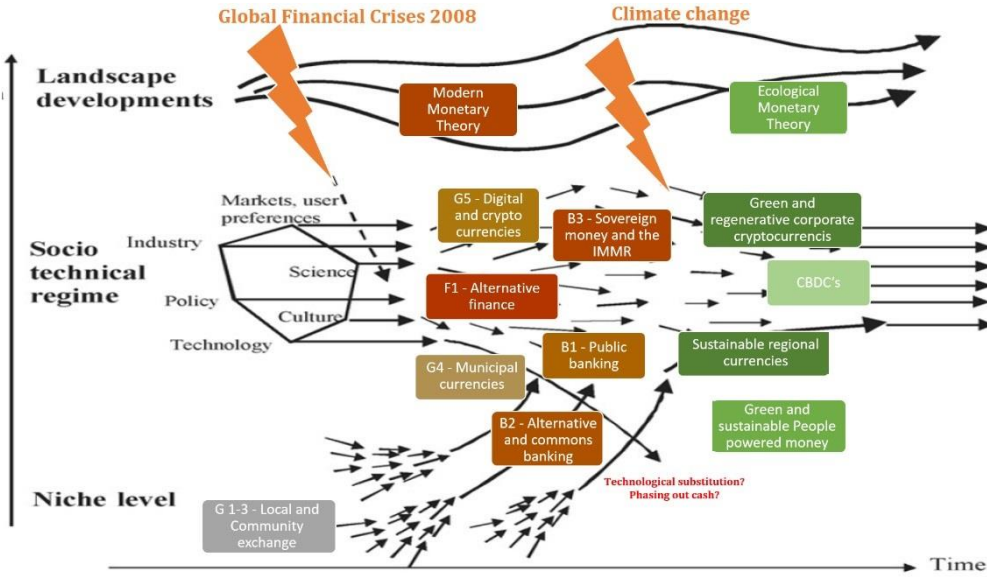 Global Financial Crises 2008
Climate change
Landscape
developments
Modern
Monetary
Theory
Ecological
Monetary
Theory
Markets, user
preferences
Industry
Science
Policy
Culture
Technology
Socio
technical
regime
G5 - Digital
and crypto
currencies
B3 - Sovereign
money and the
IMMR
Green and
regenerative corporate
cryptocurrencis
F1 - Alternative
finance
CBDC's
B1 - Public
banking
Sustainable regional
currencies
G4 - Municipal
currencies
B2 - Alternative
and commons
banking
Green and
sustainable People
powered money
Technological substitution?
Phasing out cash?
Niche level
G 1-3 - Local and
Community
exchange
Time